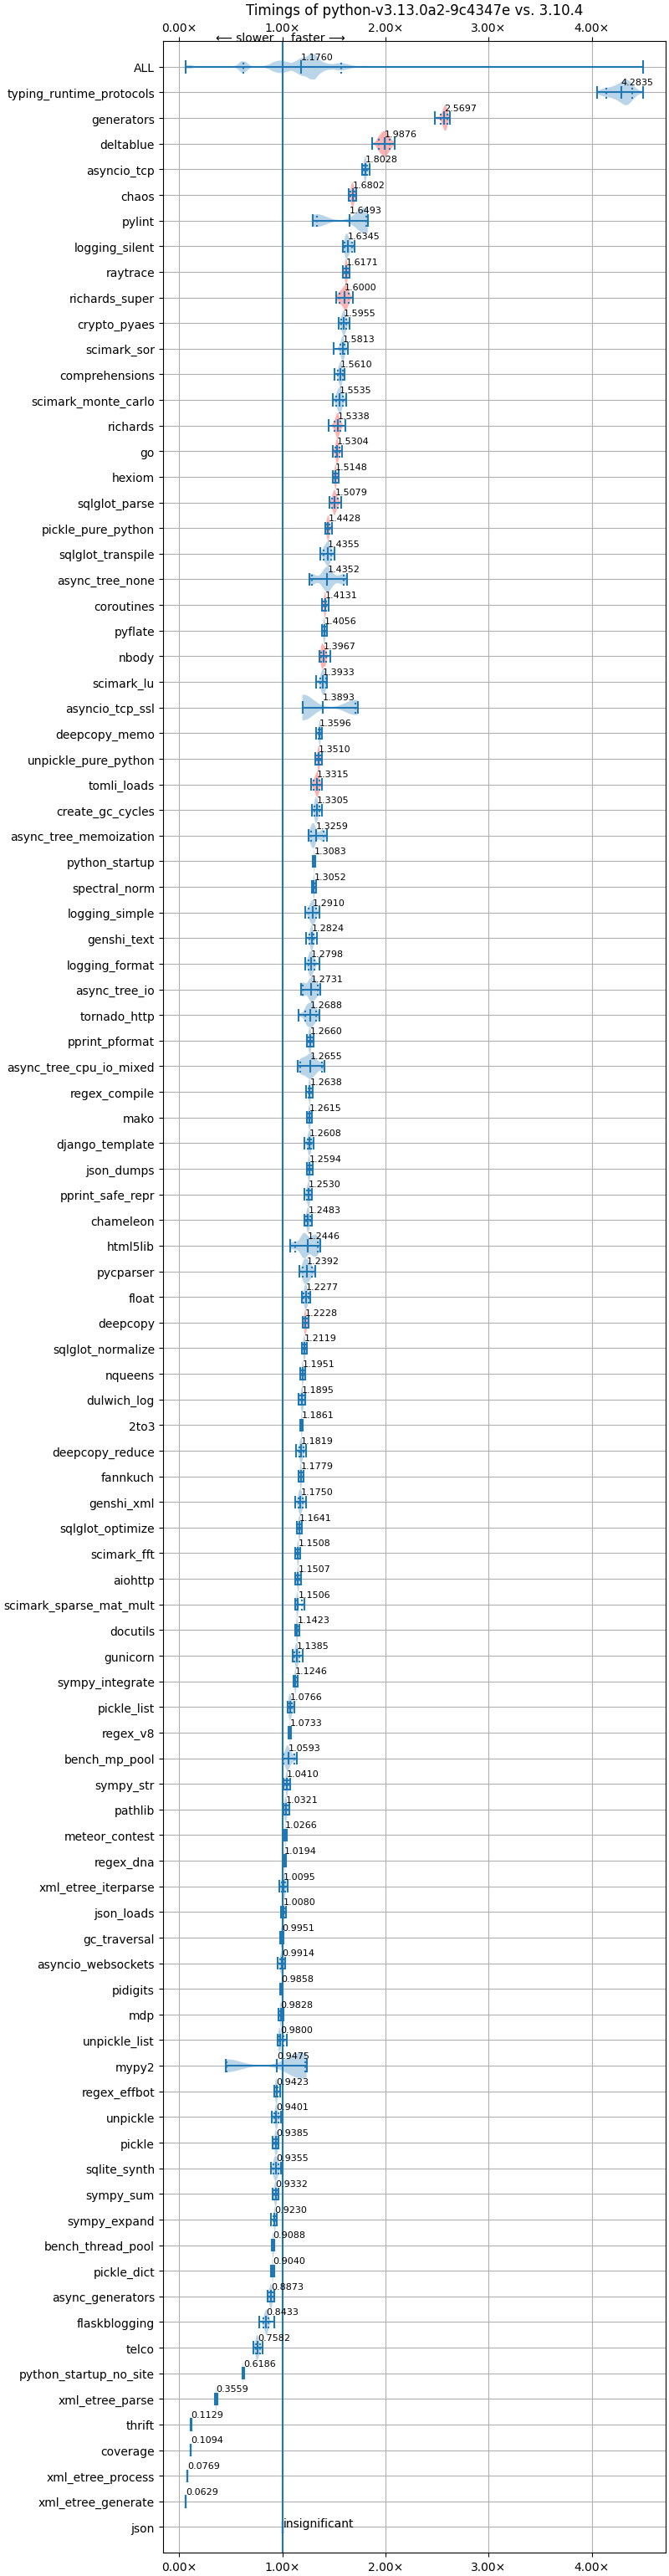 Timings of python-v3.13.0a2-9c4347e vs. 3.10.4
0.00× 1.00× 2.00× 3.00× 4.00×
⟵ slower faster ⟶
ALL 1.1760
typing_runtime_protocols 4.2835
generators 2.5697
deltablue 1.9876
asyncio_tcp 1.8028
chaos 1.6802
pylint 1.6493
logging_silent 1.6345
raytrace 1.6171
richards_super 1.6000
crypto_pyaes 1.5955
scimark_sor 1.5813
comprehensions 1.5610
scimark_monte_carlo 1.5535
richards 1.5338
go 1.5304
hexiom 1.5148
sqlglot_parse 1.5079
pickle_pure_python 1.4428
sqlglot_transpile 1.4355
async_tree_none 1.4352
coroutines 1.4131
pyflate 1.4056
nbody 1.3967
scimark_lu 1.3933
asyncio_tcp_ssl 1.3893
deepcopy_memo 1.3596
unpickle_pure_python 1.3510
tomli_loads 1.3315
create_gc_cycles 1.3305
async_tree_memoization 1.3259
python_startup 1.3083
spectral_norm 1.3052
logging_simple 1.2910
genshi_text 1.2824
logging_format 1.2798
async_tree_io 1.2731
tornado_http 1.2688
pprint_pformat 1.2660
async_tree_cpu_io_mixed 1.2655
regex_compile 1.2638
mako 1.2615
django_template 1.2608
json_dumps 1.2594
pprint_safe_repr 1.2530
chameleon 1.2483
html5lib 1.2446
pycparser 1.2392
float 1.2277
deepcopy 1.2228
sqlglot_normalize 1.2119
nqueens 1.1951
dulwich_log 1.1895
2to3 1.1861
deepcopy_reduce 1.1819
fannkuch 1.1779
genshi_xml 1.1750
sqlglot_optimize 1.1641
scimark_fft 1.1508
aiohttp 1.1507
scimark_sparse_mat_mult 1.1506
docutils 1.1423
gunicorn 1.1385
sympy_integrate 1.1246
pickle_list 1.0766
regex_v8 1.0733
bench_mp_pool 1.0593
sympy_str 1.0410
pathlib 1.0321
meteor_contest 1.0266
regex_dna 1.0194
xml_etree_iterparse 1.0095
json_loads 1.0080
gc_traversal 0.9951
asyncio_websockets 0.9914
pidigits 0.9858
mdp 0.9828
unpickle_list 0.9800
mypy2 0.9475
regex_effbot 0.9423
unpickle 0.9401
pickle 0.9385
sqlite_synth 0.9355
sympy_sum 0.9332
sympy_expand 0.9230
bench_thread_pool 0.9088
pickle_dict 0.9040
async_generators 0.8873
flaskblogging 0.8433
telco 0.7582
python_startup_no_site 0.6186
xml_etree_parse 0.3559
thrift 0.1129
coverage 0.1094
xml_etree_process 0.0769
xml_etree_generate 0.0629
json insignificant
0.00× 1.00× 2.00× 3.00× 4.00×